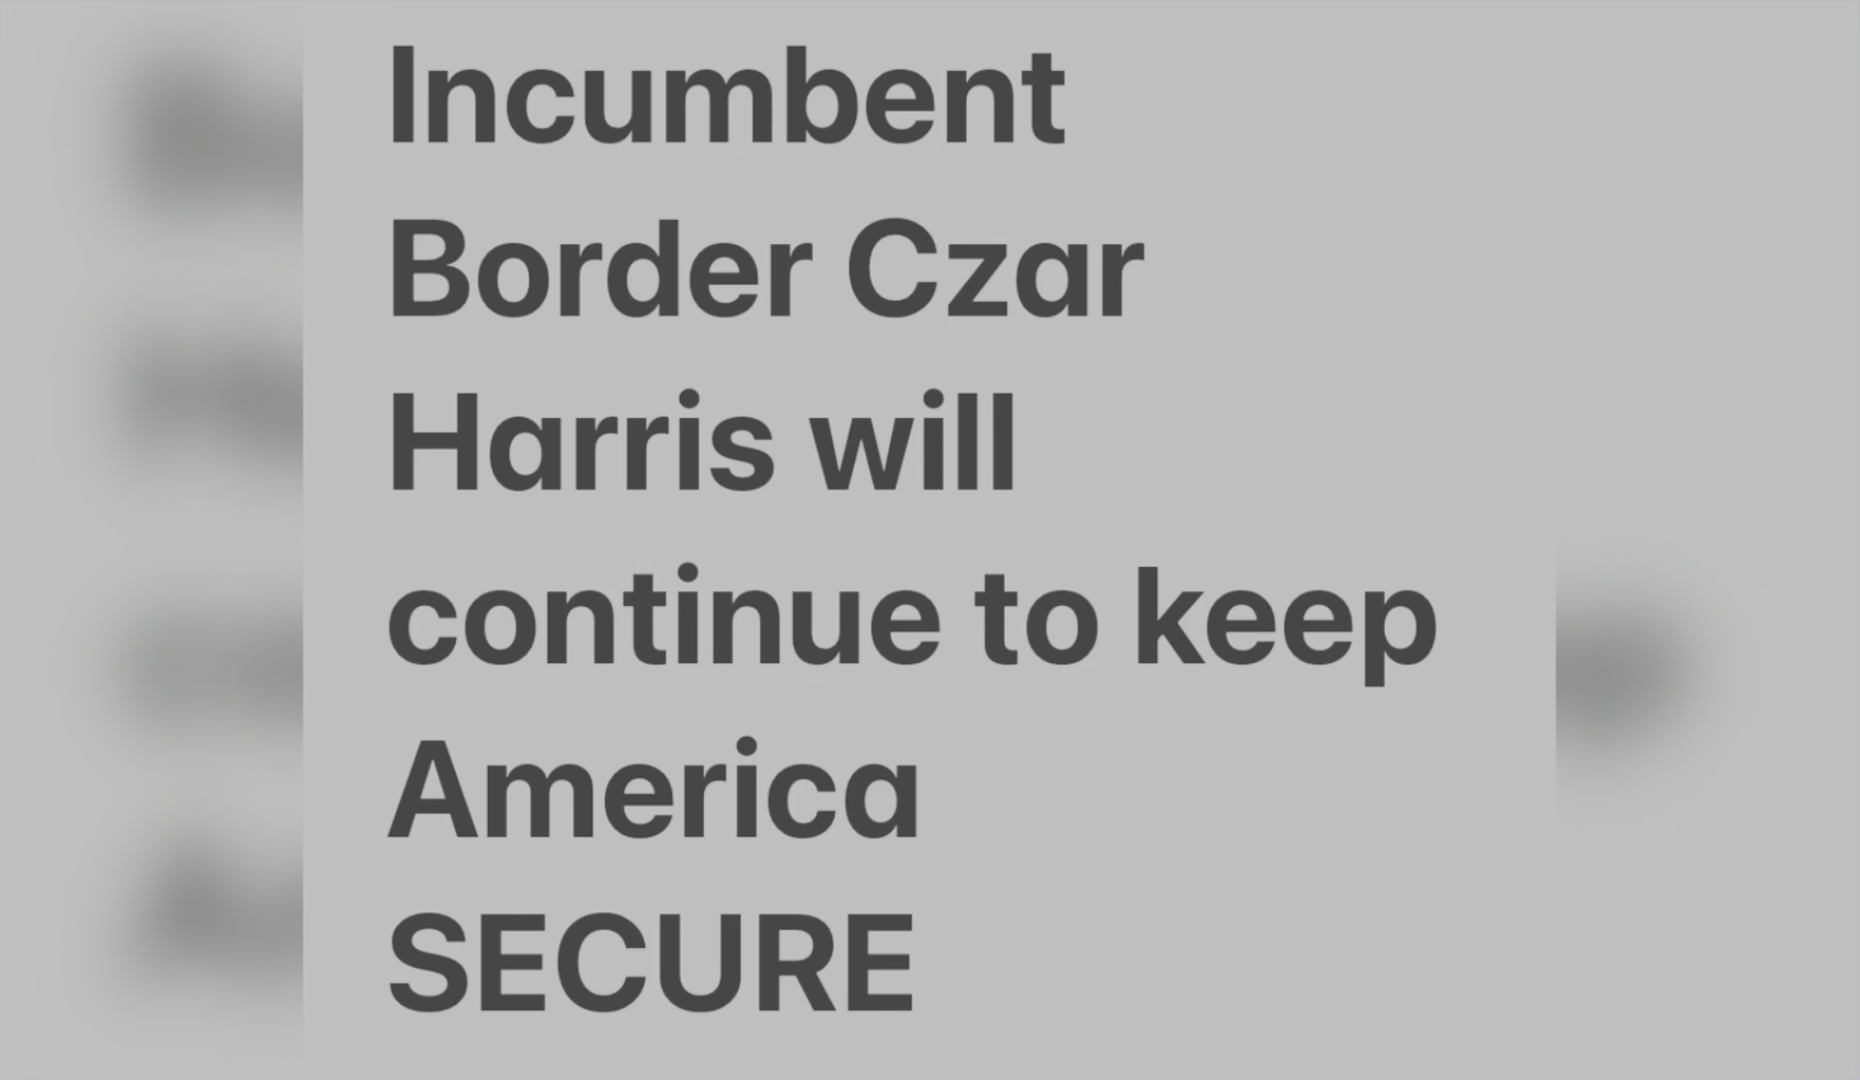 Incumbent
Border Czar
Harris will
continue to keep
America
SECURE